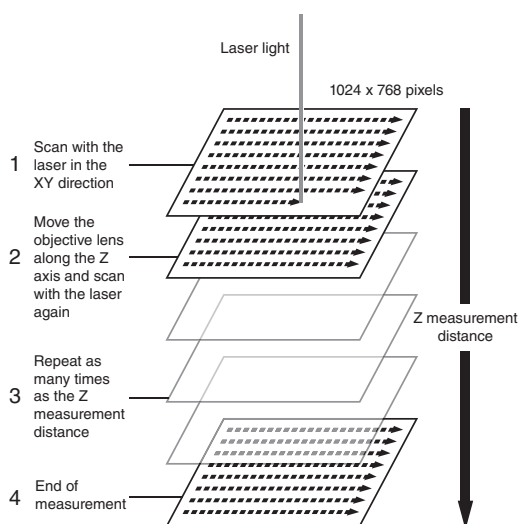 Laser light
1024 x 768 pixels
1
Scan with the
laser in the
XY direction
2
Move the
objective lens
along the Z
axis and scan
with the laser
again
Z measurement
distance
3
Repeat as
many times
as the Z
measurement
distance
4
End of
measurement